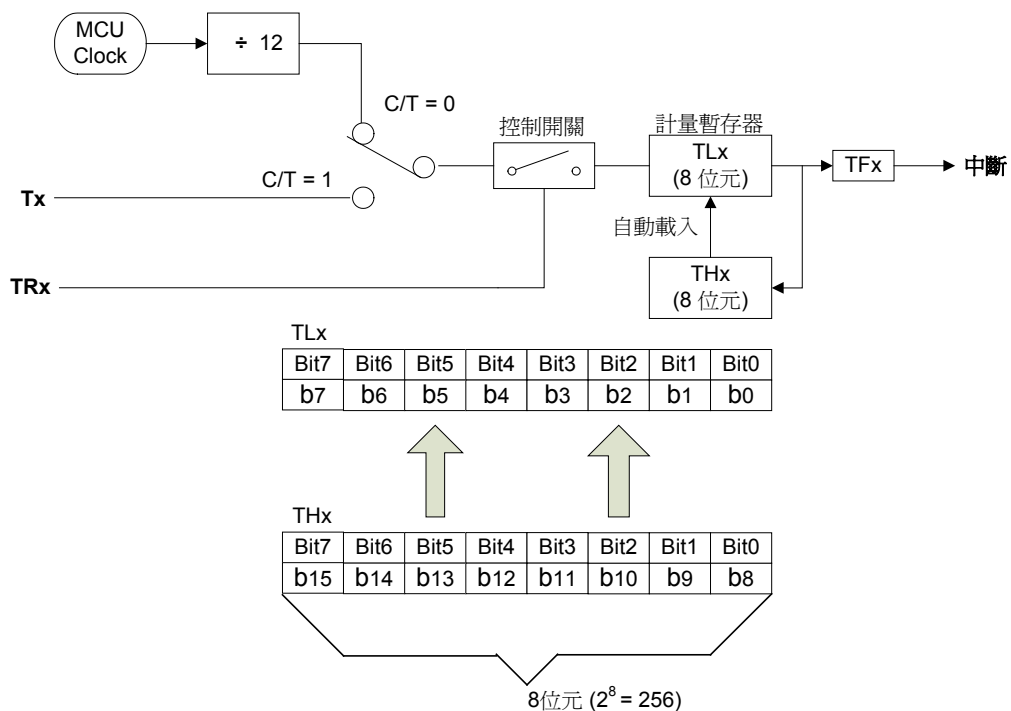 MCU
Clock
÷ 12
C/T = 0
控制開關
計量暫存器
TLx
(8 位元)
TFx
中斷
C/T = 1
Tx
自動載入
THx
(8 位元)
TRx
TLx
Bit7 Bit6 Bit5 Bit4 Bit3 Bit2 Bit1 Bit0
b7 b6 b5 b4 b3 b2 b1 b0
THx
Bit7 Bit6 Bit5 Bit4 Bit3 Bit2 Bit1 Bit0
b15 b14 b13 b12 b11 b10 b9 b8
8位元 (2⁸ = 256)